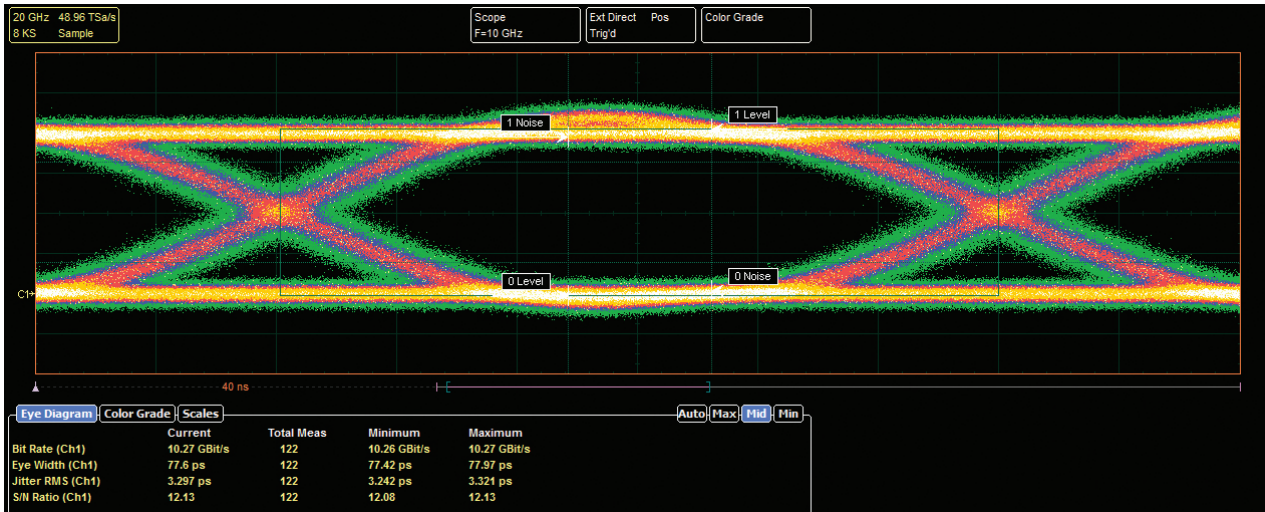 20 GHz 48.96 TSa/s
8 KS Sample
Scope
F=10 GHz
Ext Direct Pos
Trig'd
Color Grade
1 Noise
1 Level
0 Level
0 Noise
C1
40 ns
Eye Diagram Color Grade Scales Auto Max Mid Min
Current Total Meas Minimum Maximum
Bit Rate (Ch1) 10.27 GBit/s 122 10.26 GBit/s 10.27 GBit/s
Eye Width (Ch1) 77.6 ps 122 77.42 ps 77.97 ps
Jitter RMS (Ch1) 3.297 ps 122 3.242 ps 3.321 ps
S/N Ratio (Ch1) 12.13 122 12.08 12.13